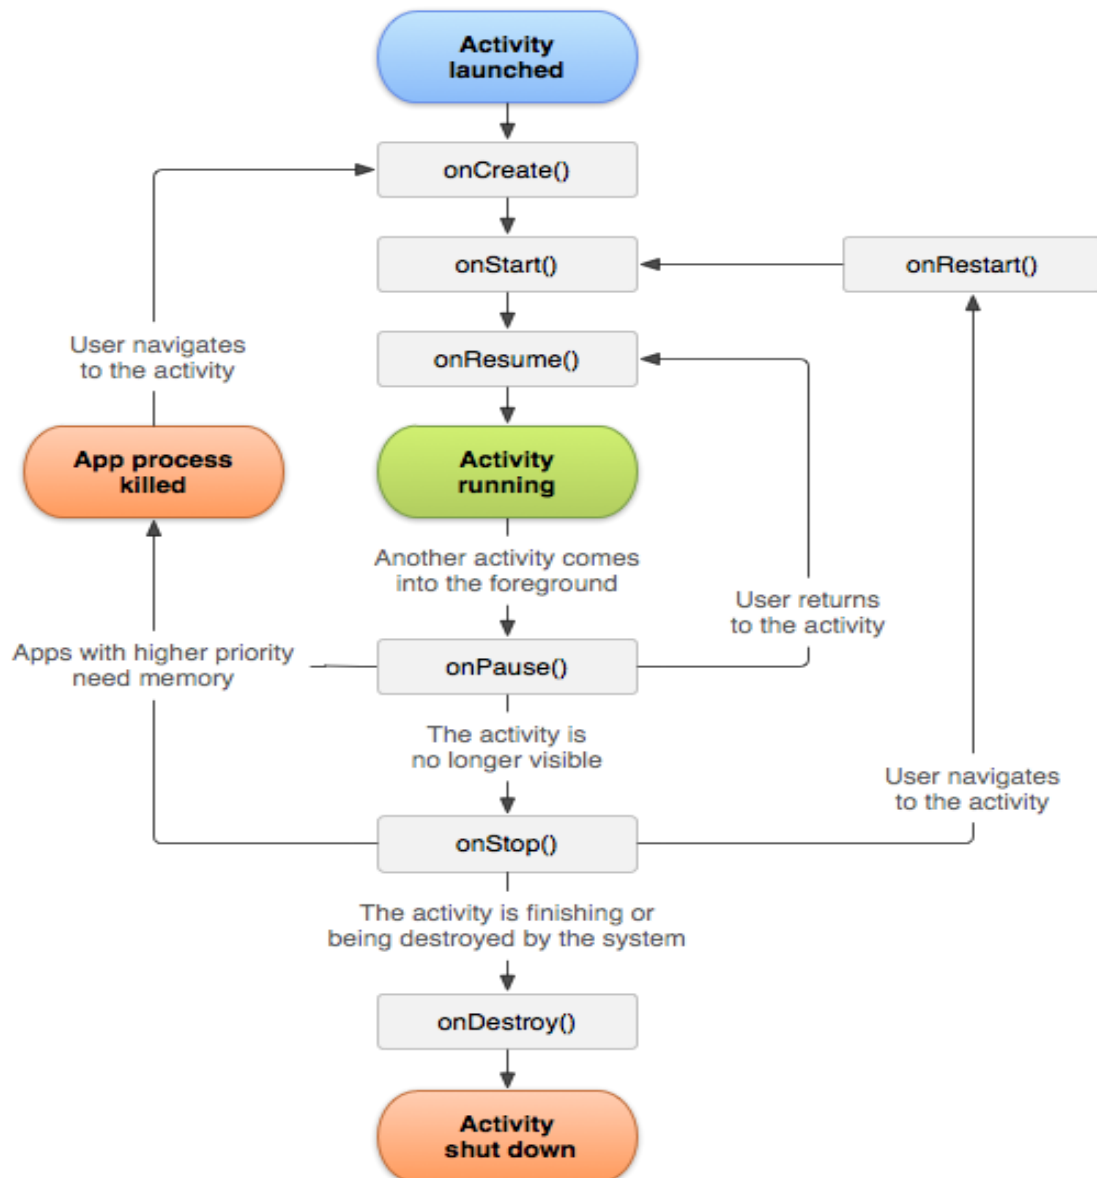 Activity
launched
onCreate()
onStart()
onRestart()
User navigates
to the activity
onResume()
App process
killed
Activity
running
Another activity comes
into the foreground
User returns
to the activity
Apps with higher priority
need memory
onPause()
The activity is
no longer visible
User navigates
to the activity
onStop()
The activity is finishing or
being destroyed by the system
onDestroy()
Activity
shut down